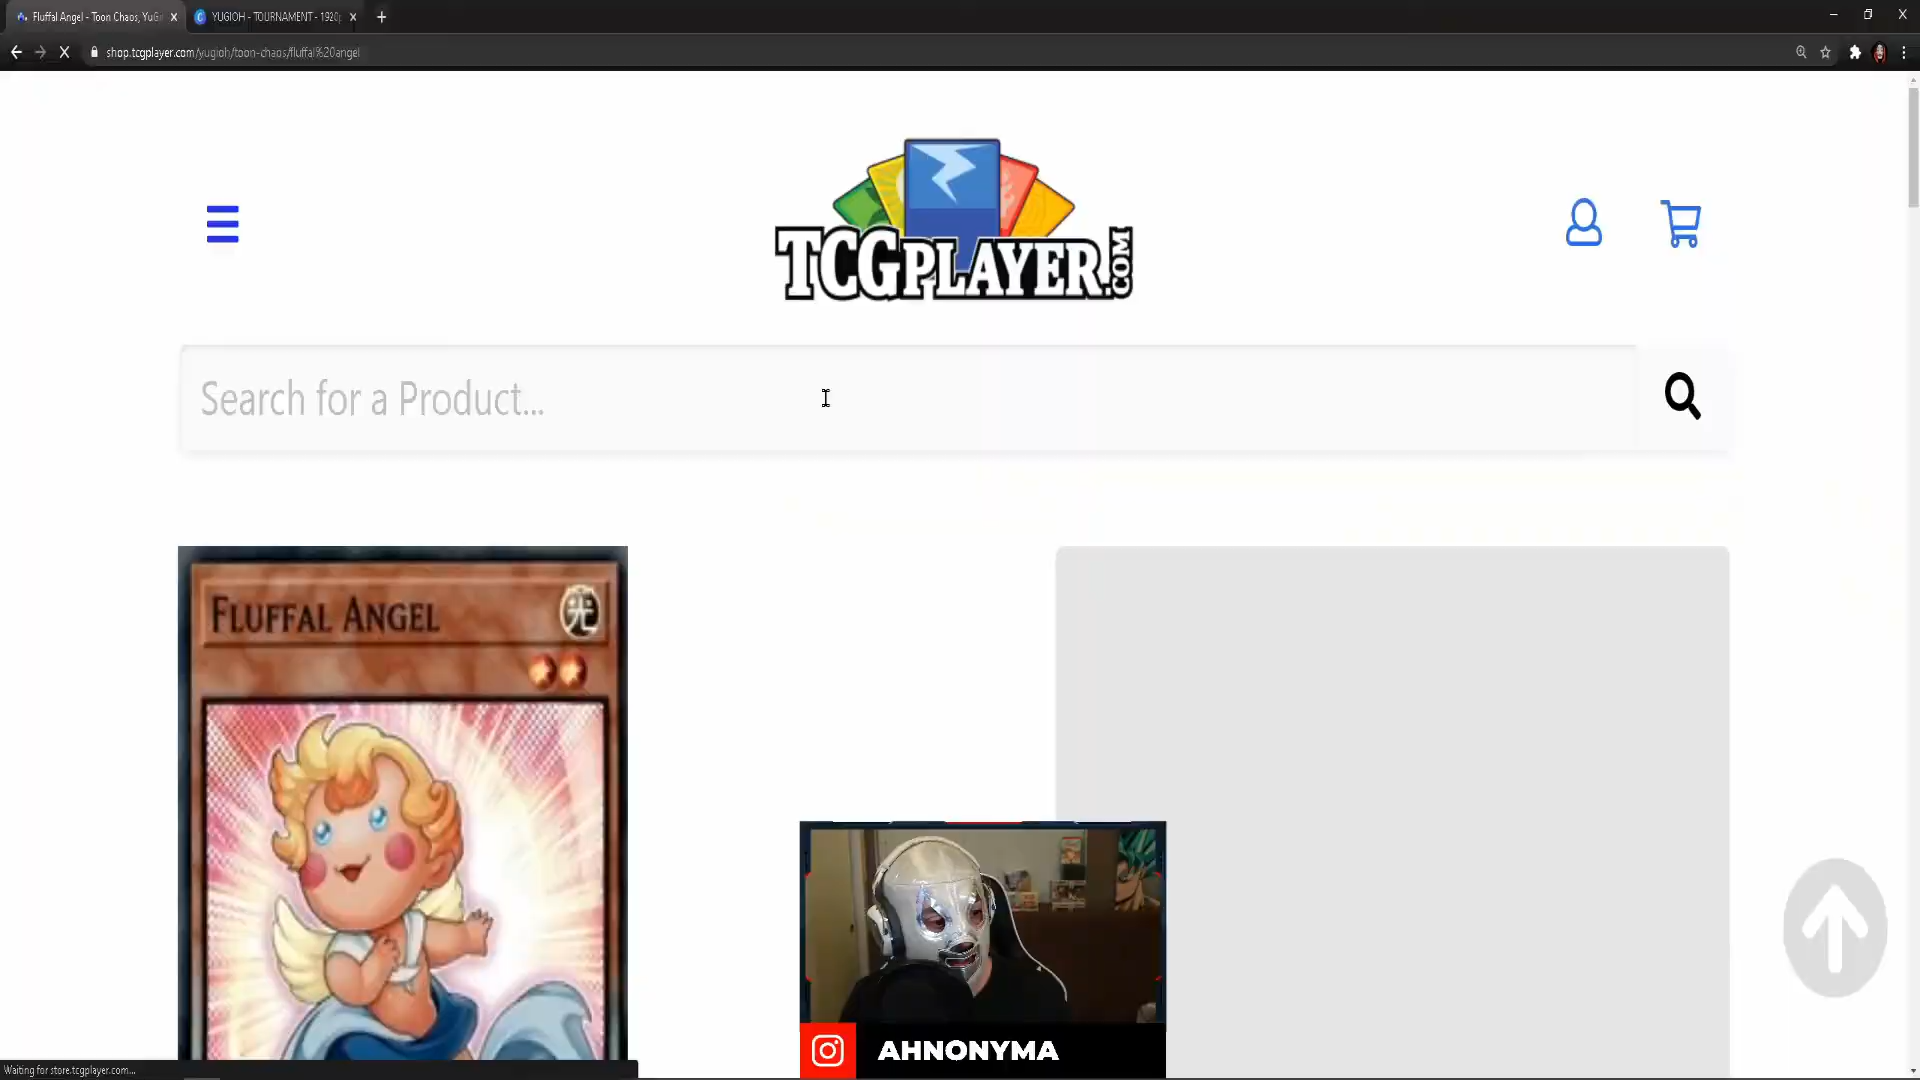 Fluffal Angel - Toon Chaos, YuGi
YUGIOH - TOURNAMENT - 1920
shop.tcgplayer.com/yugioh/toon-chaos/fluffal%20angel
TCGPLAYER.COM
Search for a Product...
FLUFFAL ANGEL
光
AHNONYMA
Waiting for store.tcgplayer.com...